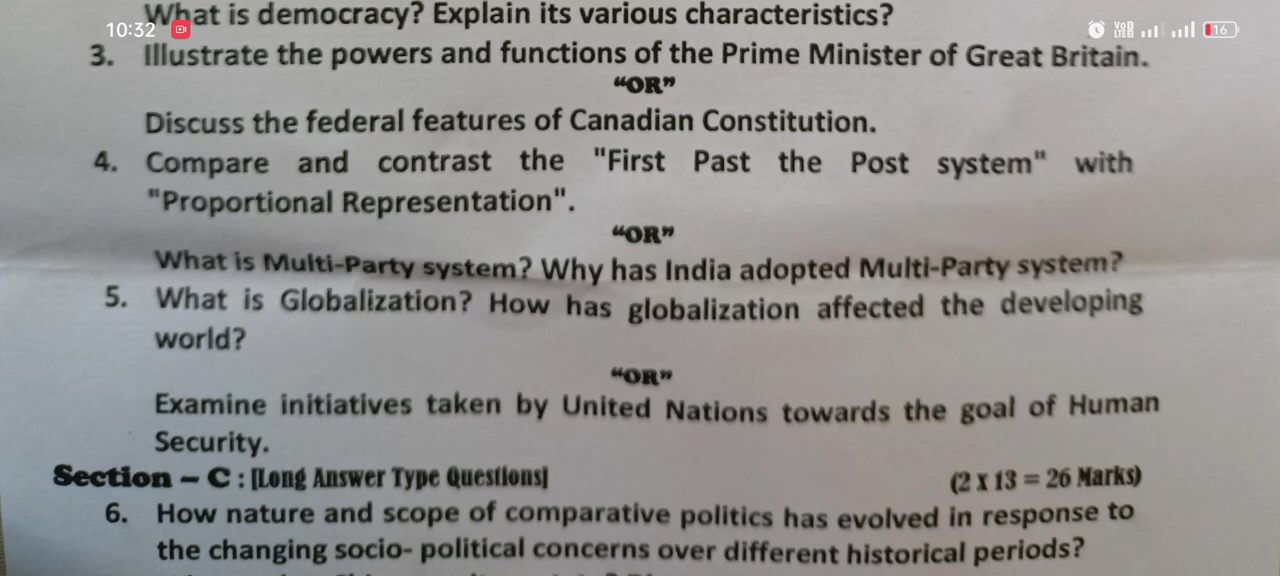 What is democracy? Explain its various characteristics?
10:32
VoD
LTE
16
3. Illustrate the powers and functions of the Prime Minister of Great Britain.
“OR”
Discuss the federal features of Canadian Constitution.
4. Compare and contrast the "First Past the Post system" with
"Proportional Representation".
“OR”
What is Multi-Party system? Why has India adopted Multi-Party system?
5. What is Globalization? How has globalization affected the developing
world?
“OR”
Examine initiatives taken by United Nations towards the goal of Human
Security.
Section – C : [Long Answer Type Questions]
(2 x 13 = 26 Marks)
6. How nature and scope of comparative politics has evolved in response to
the changing socio- political concerns over different historical periods?